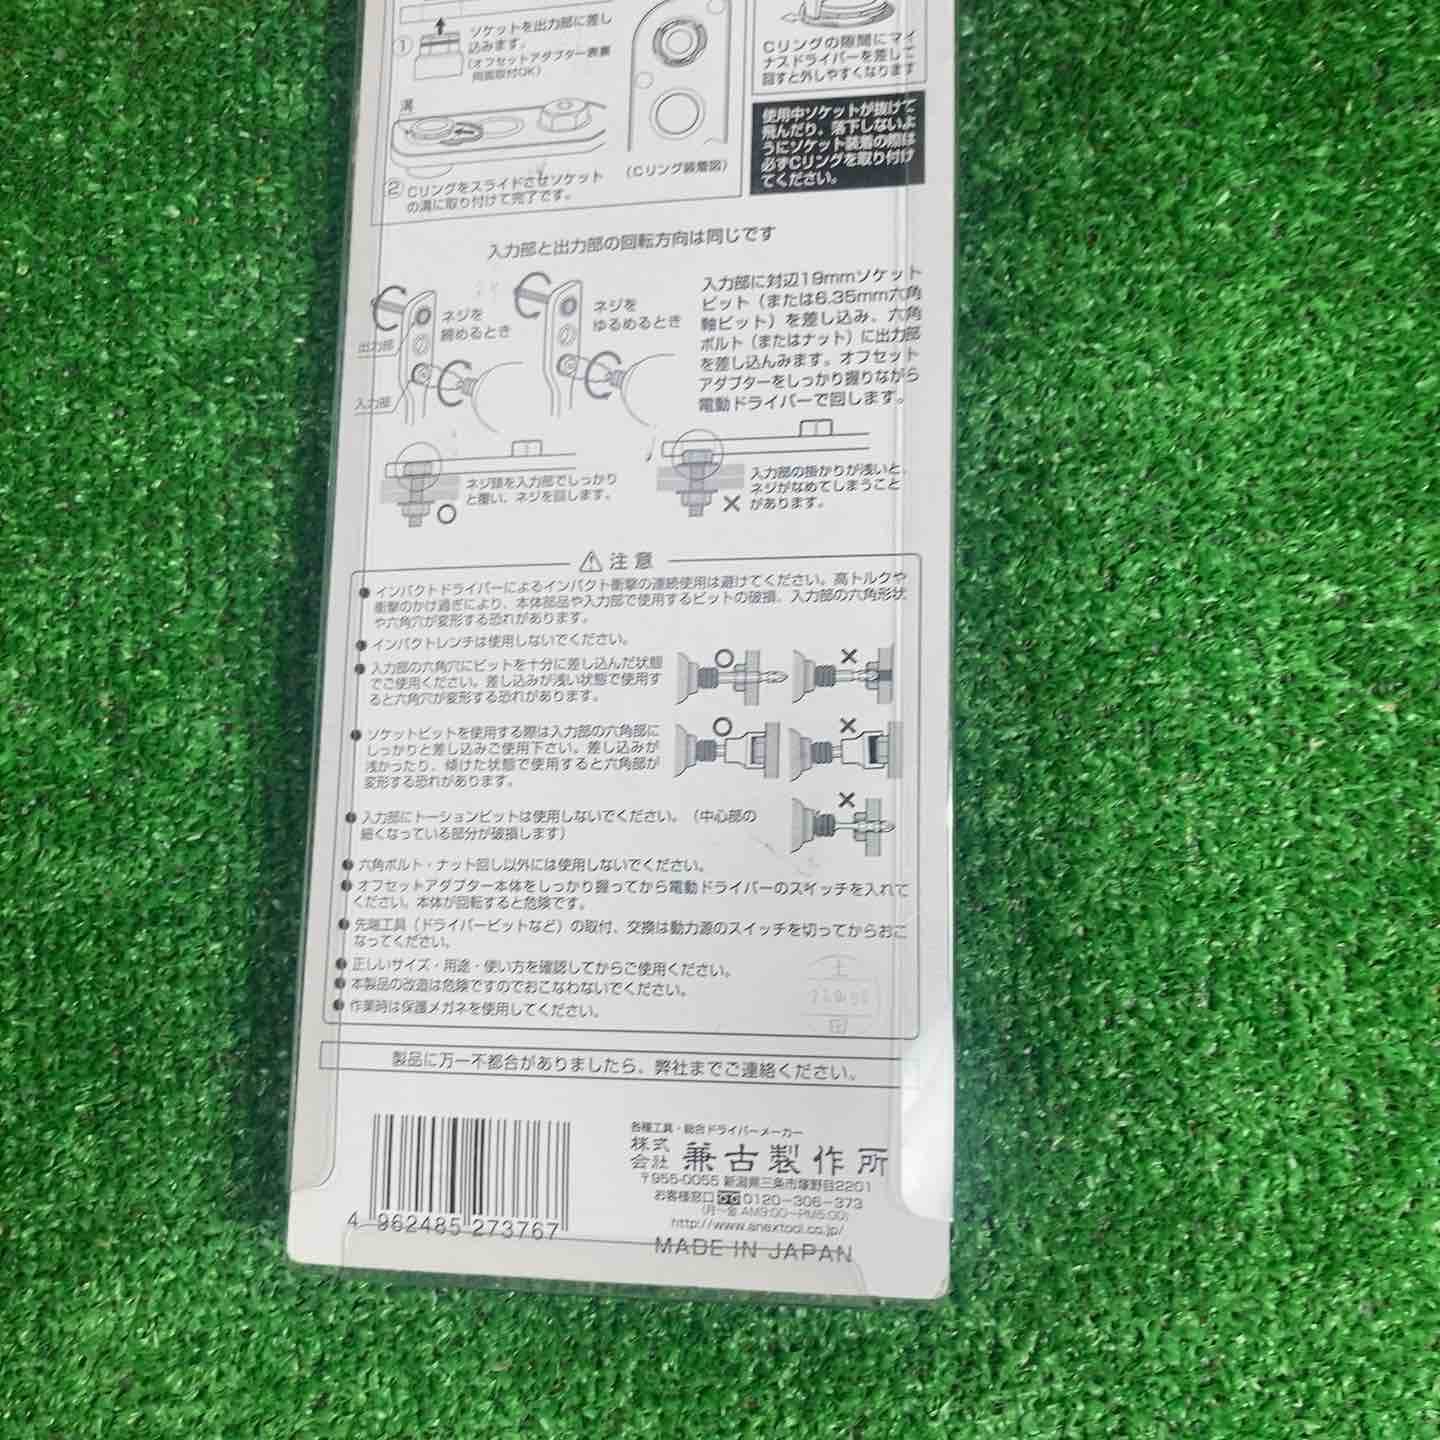 ① ソケットを出力部に差し
込みます。
(オフセットアダプター表裏
両面取付OK)
溝
② Cリングをスライドさせソケット
の溝に取り付けて完了です。
(Cリング装着図)
Cリングの隙間にマイ
ナスドライバーを差して
回すと外しやすくなります
使用中ソケットが抜けて
飛んだり、落下しないよ
うにソケット装着の際は
必ずCリングを取り付け
てください。
入力部と出力部の回転方向は同じです
ネジを
締めるとき
出力部
入力部
ネジを
ゆるめるとき
入力部に対辺19mmソケット
ビット(または6.35mm六角
軸ビット)を差し込み、六角
ボルト(またはナット)に出力部
を差し込んみます。オフセット
アダプターをしっかり握りながら
電動ドライバーで回します。
ネジ頭を入力部でしっかり
と覆い、ネジを回します。
○
入力部の掛かりが浅いと、
ネジがなめてしまうこと
があります。
×
⚠ 注意
● インパクトドライバーによるインパクト衝撃の連続使用は避けてください。高トルクや
衝撃のかけ過ぎにより、本体部品や入力部で使用するビットの破損、入力部の六角形状
や六角穴が変形する恐れがあります。
● インパクトレンチは使用しないでください。
● 入力部の六角穴にビットを十分に差し込んだ状態
でご使用ください。差し込みが浅い状態で使用す
ると六角穴が変形する恐れがあります。
○ ×
● ソケットビットを使用する際は入力部の六角部に
しっかりと差し込みご使用下さい。差し込みが
浅かったり、傾けた状態で使用すると六角部が
変形する恐れがあります。
○ ×
● 入力部にトーションビットは使用しないでください。(中心部の
細くなっている部分が破損します)
×
● 六角ボルト・ナット回し以外には使用しないでください。
● オフセットアダプター本体をしっかり握ってから電動ドライバーのスイッチを入れて
ください。本体が回転すると危険です。
● 先端工具(ドライバービットなど)の取付、交換は動力源のスイッチを切ってからおこ
なってください。
● 正しいサイズ・用途・使い方を確認してからご使用ください。
● 本製品の改造は危険ですのでおこなわないでください。
● 作業時は保護メガネを使用してください。
製品に万一不都合がありましたら、弊社までご連絡ください。
各種工具・総合ドライバーメーカー
株式会社 兼古製作所
〒955-0055 新潟県三条市塚野目2201
お客様窓口 0120-306-373
(月~金 AM9:00~PM5:00)
http://www.anextool.co.jp/
MADE IN JAPAN
4 962485 273767